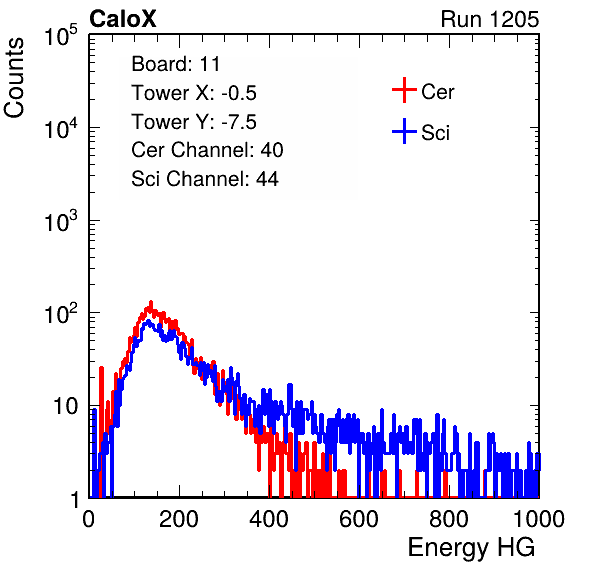 CaloX Run 1205
Counts
10^5
10^4
10^3
10^2
10
1
Board: 11
Tower X: -0.5
Tower Y: -7.5
Cer Channel: 40
Sci Channel: 44
Cer
Sci
0 200 400 600 800 1000
Energy HG